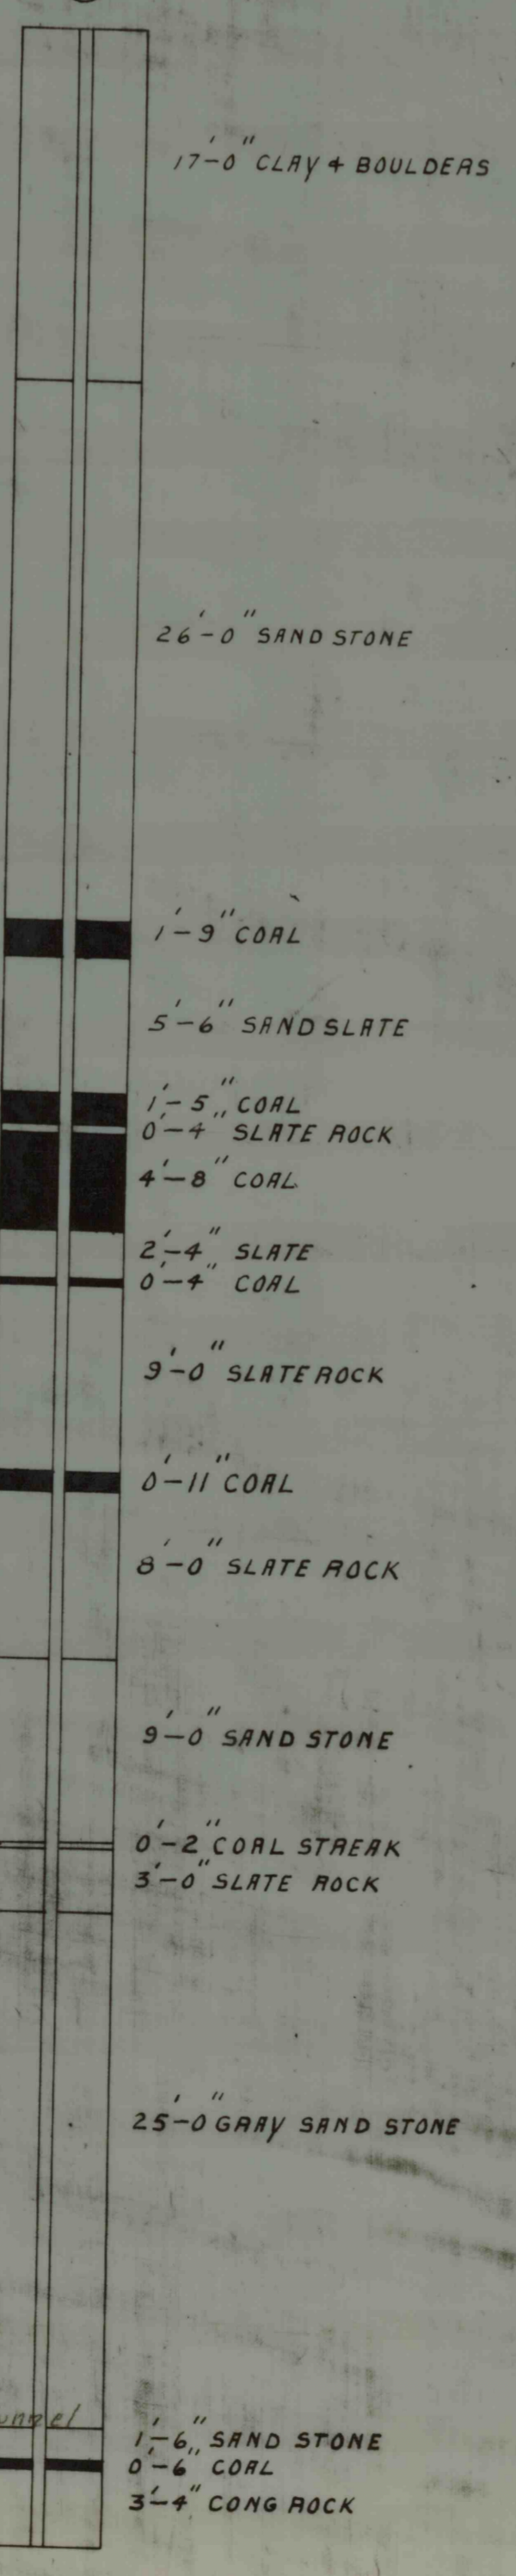 17'-0" CLAY + BOULDERS
26'-0" SAND STONE
1'-9" COAL
5'-6" SAND SLATE
1'-5" COAL
0'-4" SLATE ROCK
4'-8" COAL
2'-4" SLATE
0'-4" COAL
9'-0" SLATE ROCK
0'-11" COAL
8'-0" SLATE ROCK
9'-0" SAND STONE
0'-2" COAL STREAK
3'-0" SLATE ROCK
25'-0 GRAY SAND STONE
unnel
1'-6" SAND STONE
0'-6" COAL
3'-4" CONG ROCK